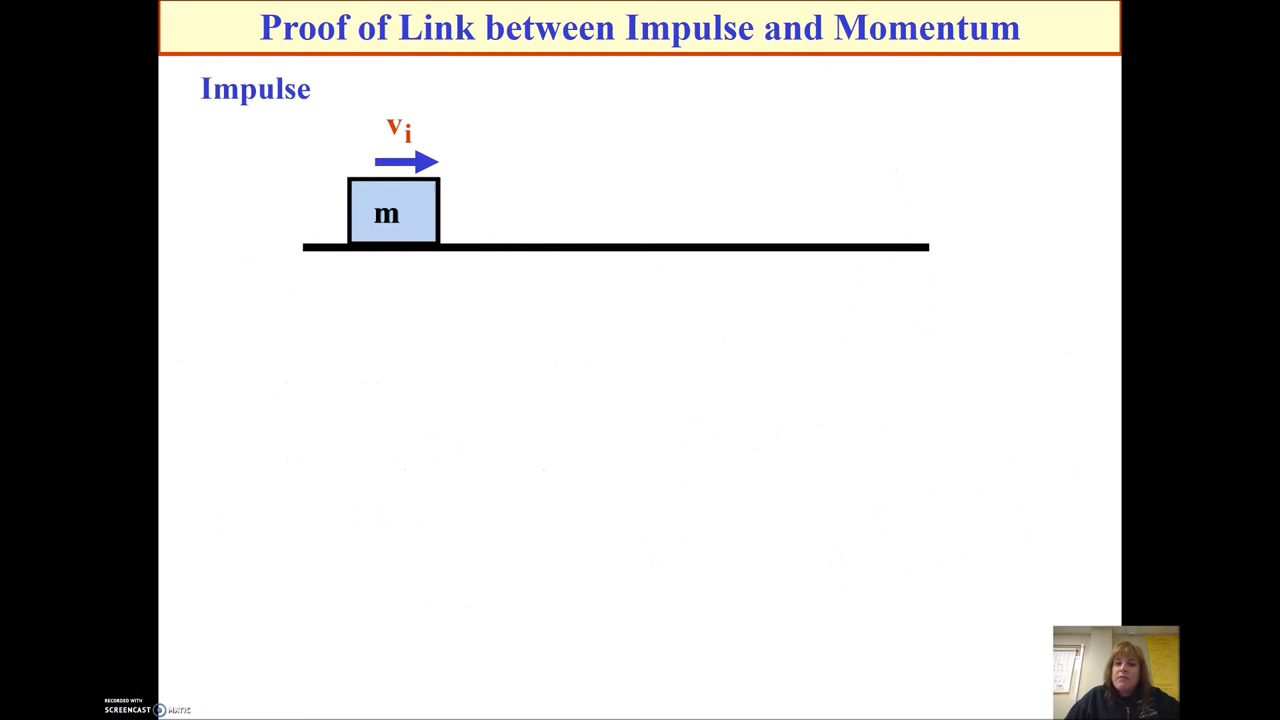 Proof of Link between Impulse and Momentum
Impulse
vi
m
RECORDED WITH
SCREENCAST MATIC